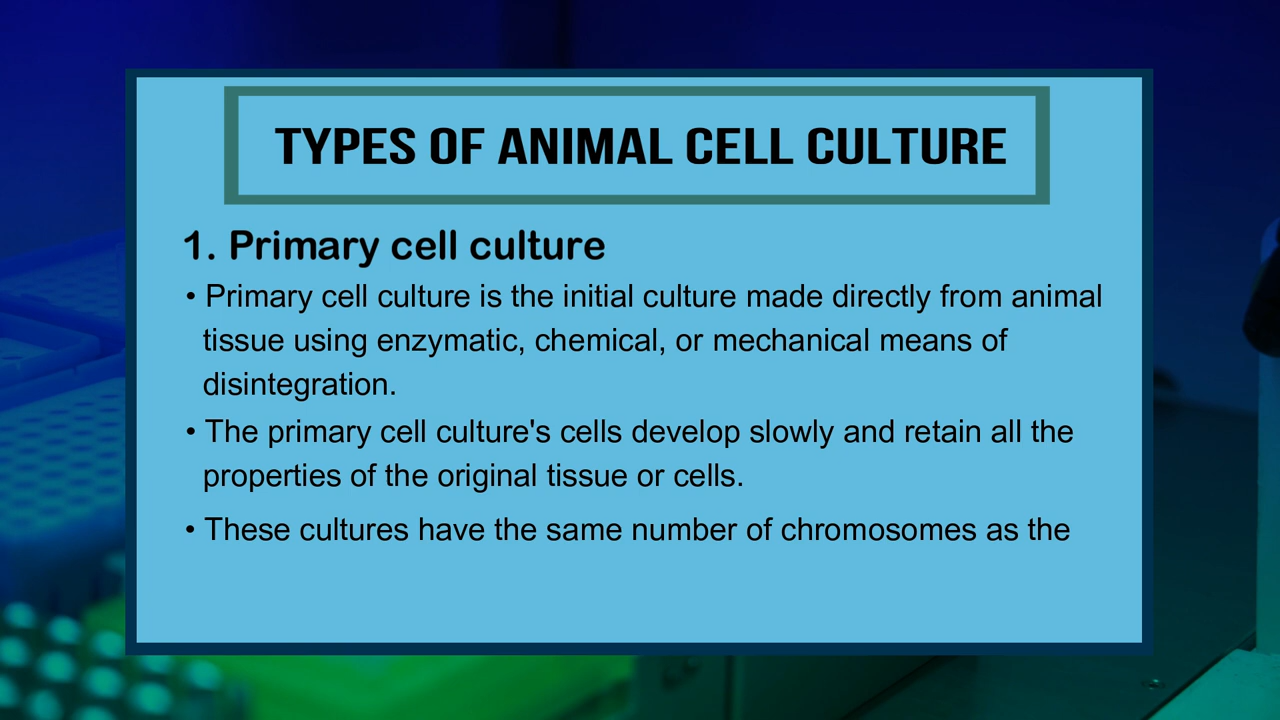 TYPES OF ANIMAL CELL CULTURE
1. Primary cell culture
• Primary cell culture is the initial culture made directly from animal
tissue using enzymatic, chemical, or mechanical means of
disintegration.
• The primary cell culture's cells develop slowly and retain all the
properties of the original tissue or cells.
• These cultures have the same number of chromosomes as the